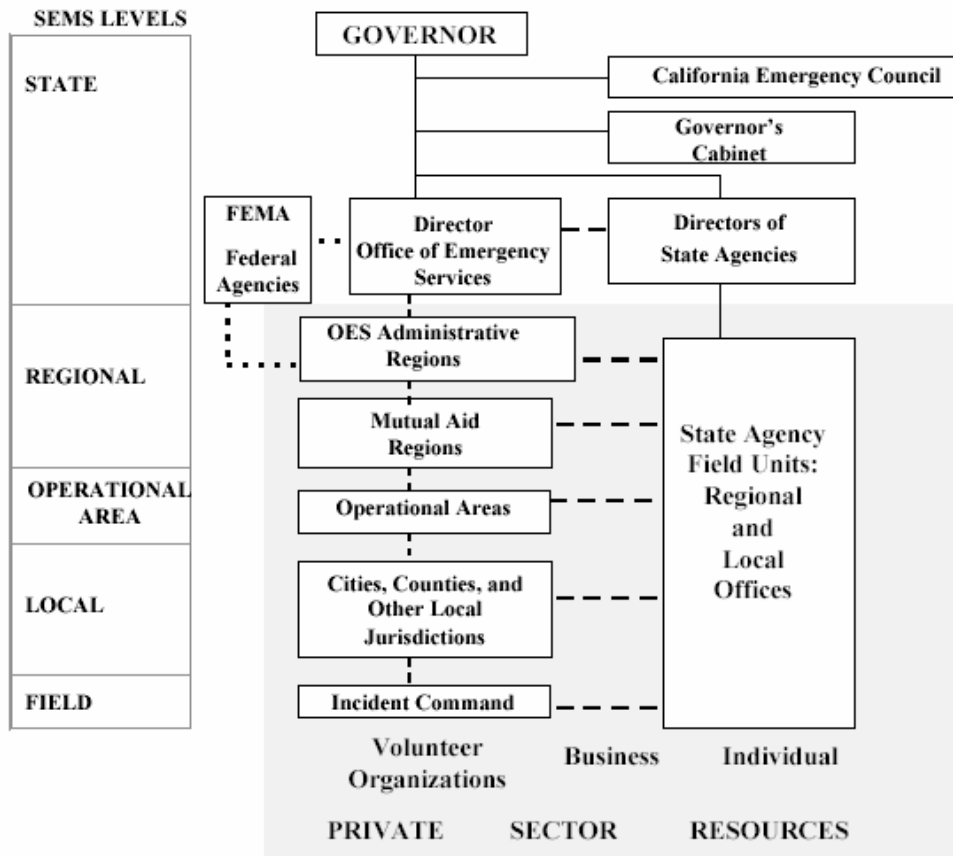 SEMS LEVELS
STATE
REGIONAL
OPERATIONAL
AREA
LOCAL
FIELD
GOVERNOR
California Emergency Council
Governor's
Cabinet
FEMA
Federal
Agencies
Director
Office of Emergency
Services
Directors of
State Agencies
OES Administrative
Regions
Mutual Aid
Regions
Operational Areas
Cities, Counties, and
Other Local
Jurisdictions
Incident Command
State Agency
Field Units:
Regional
and
Local
Offices
Volunteer
Organizations
Business
Individual
PRIVATE SECTOR RESOURCES